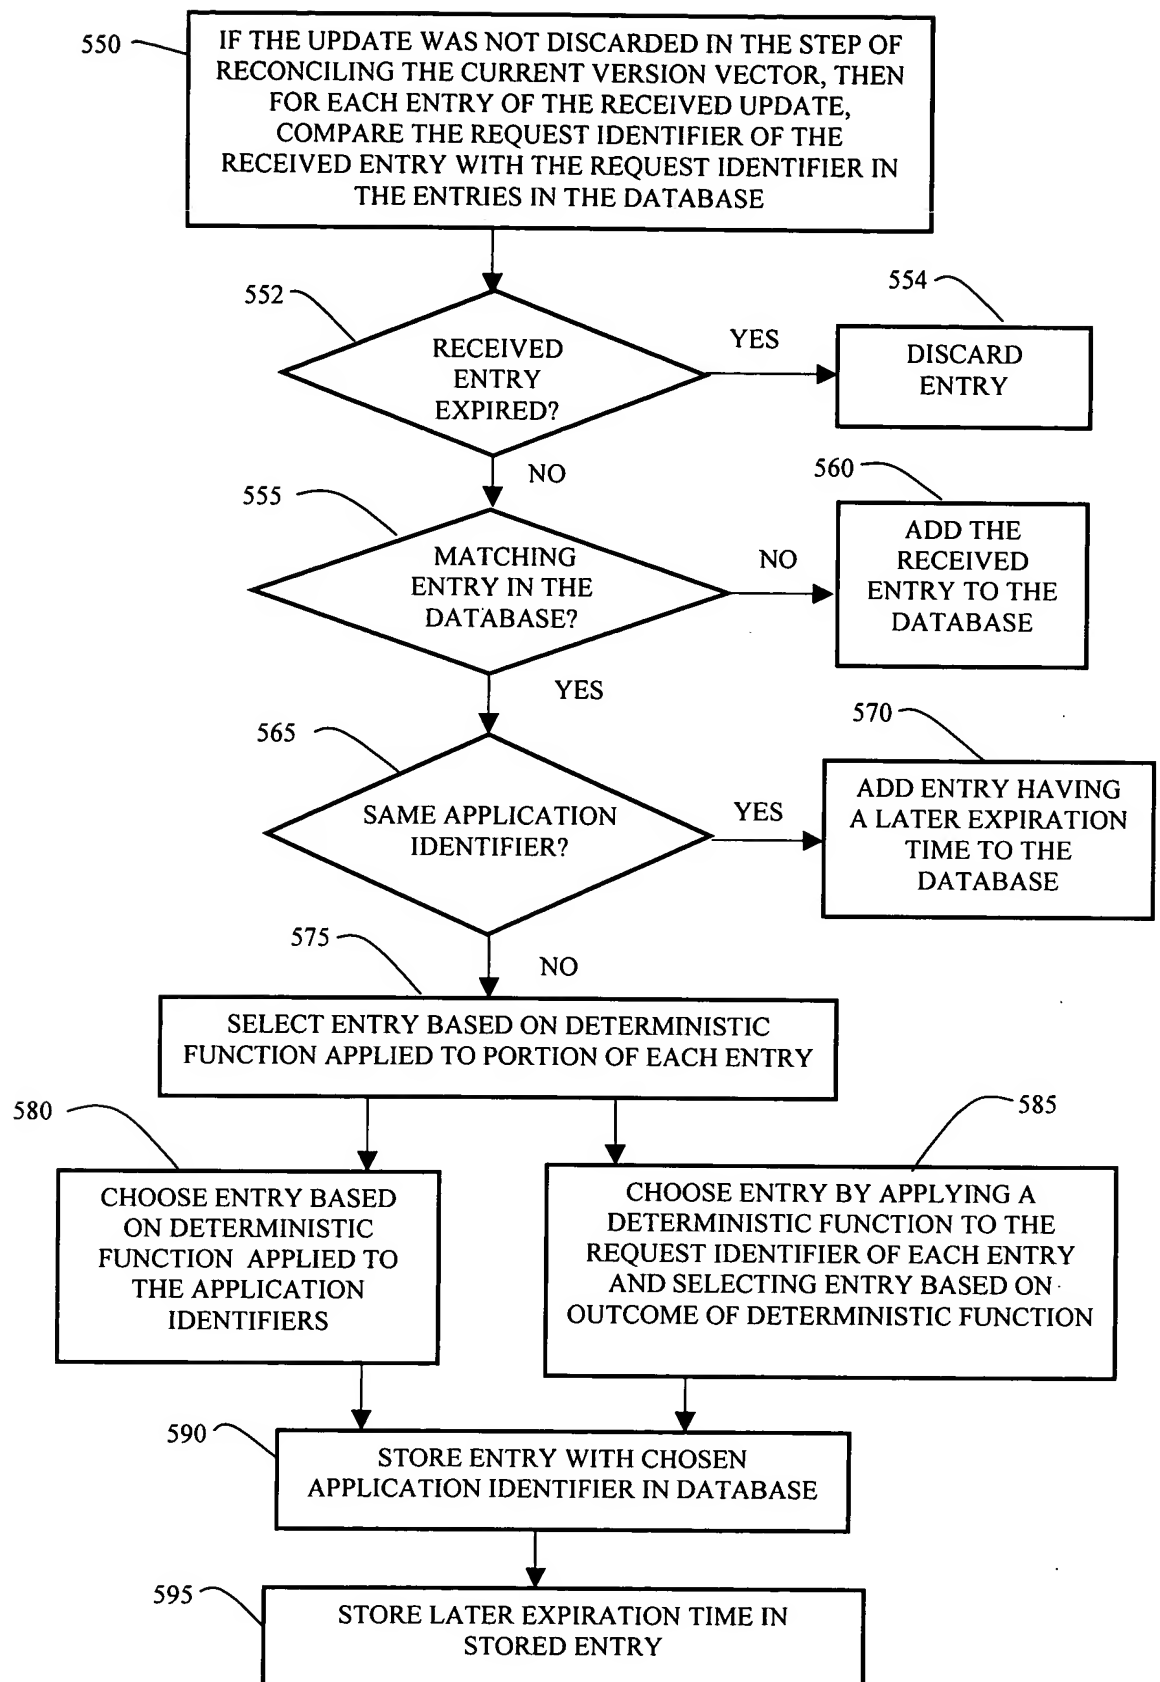 550
IF THE UPDATE WAS NOT DISCARDED IN THE STEP OF
RECONCILING THE CURRENT VERSION VECTOR, THEN
FOR EACH ENTRY OF THE RECEIVED UPDATE,
COMPARE THE REQUEST IDENTIFIER OF THE
RECEIVED ENTRY WITH THE REQUEST IDENTIFIER IN
THE ENTRIES IN THE DATABASE
552
RECEIVED
ENTRY
EXPIRED?
YES
554
DISCARD
ENTRY
NO
555
MATCHING
ENTRY IN THE
DATABASE?
NO
560
ADD THE
RECEIVED
ENTRY TO THE
DATABASE
YES
565
SAME APPLICATION
IDENTIFIER?
YES
570
ADD ENTRY HAVING
A LATER EXPIRATION
TIME TO THE
DATABASE
NO
575
SELECT ENTRY BASED ON DETERMINISTIC
FUNCTION APPLIED TO PORTION OF EACH ENTRY
580
CHOOSE ENTRY BASED
ON DETERMINISTIC
FUNCTION APPLIED TO
THE APPLICATION
IDENTIFIERS
585
CHOOSE ENTRY BY APPLYING A
DETERMINISTIC FUNCTION TO THE
REQUEST IDENTIFIER OF EACH ENTRY
AND SELECTING ENTRY BASED ON
OUTCOME OF DETERMINISTIC FUNCTION
590
STORE ENTRY WITH CHOSEN
APPLICATION IDENTIFIER IN DATABASE
595
STORE LATER EXPIRATION TIME IN
STORED ENTRY